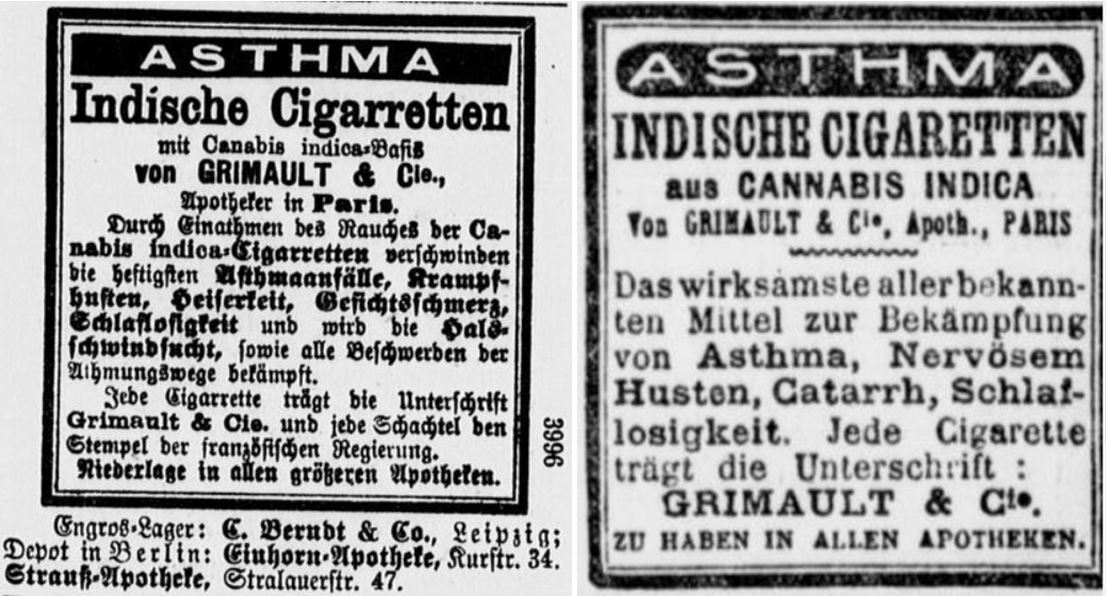 ASTHMA
Indische Cigarretten
mit Canabis indica-Basis
von GRIMAULT & Cie.,
Apotheker in Paris.
Durch Einathmen des Rauches der Ca-
nabis indica-Cigarretten verschwinden
die heftigsten Asthmaanfälle, Krampf-
husten, Heiserkeit, Gesichtsschmerz,
Schlaflosigkeit und wird die Hals-
schwindsucht, sowie alle Beschwerden der
Athmungswege bekämpft.
Jede Cigarrette trägt die Unterschrift
Grimault & Cie. und jede Schachtel den
Stempel der französischen Regierung.
Niederlage in allen größeren Apotheken.
3996
Engros-Lager: C. Berndt & Co., Leipzig;
Depot in Berlin: Einhorn-Apotheke, Kurstr. 34.
Strauß-Apotheke, Stralauerstr. 47.
ASTHMA
INDISCHE CIGARETTEN
aus CANNABIS INDICA
Von GRIMAULT & Cie, Apoth., PARIS
Das wirksamste aller bekann-
ten Mittel zur Bekämpfung
von Asthma, Nervösem
Husten, Catarrh, Schlaf-
losigkeit. Jede Cigarette
trägt die Unterschrift :
GRIMAULT & Cie.
ZU HABEN IN ALLEN APOTHEKEN.